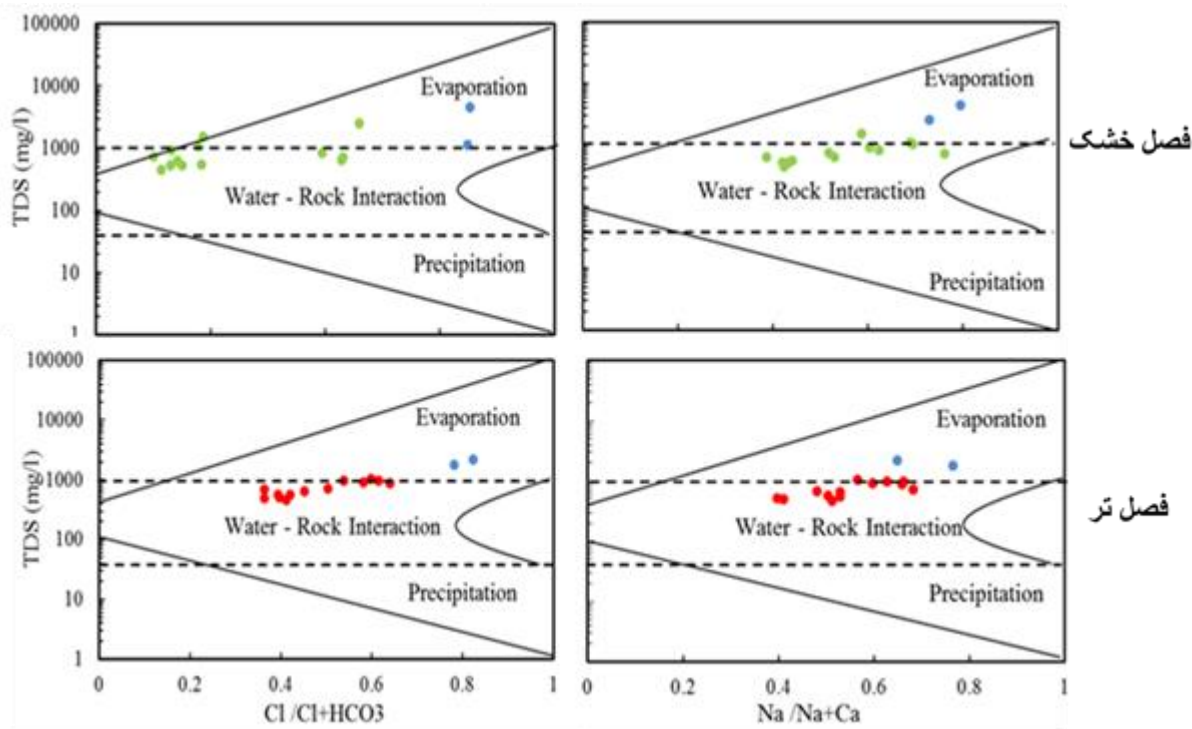 100000
10000
1000
100
10
1
TDS (mg/l)
Evaporation
Water - Rock Interaction
Precipitation
Evaporation
Water - Rock Interaction
Precipitation
فصل خشک
100000
10000
1000
100
10
1
TDS (mg/l)
Evaporation
Water - Rock Interaction
Precipitation
0 0.2 0.4 0.6 0.8 1
Cl /Cl+HCO3
Evaporation
Water - Rock Interaction
Precipitation
0 0.2 0.4 0.6 0.8 1
Na /Na+Ca
فصل تر